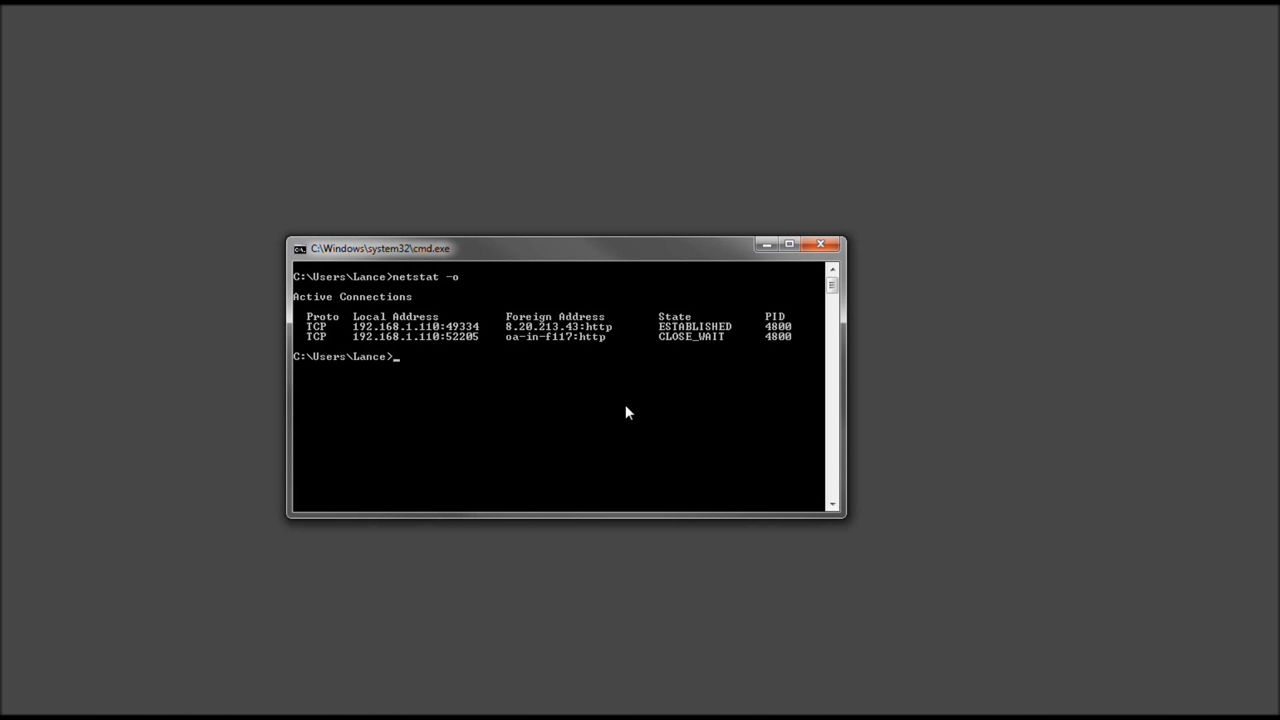 C:\Windows\system32\cmd.exe
C:\Users\Lance>netstat -o
Active Connections
Proto Local Address Foreign Address State PID
TCP 192.168.1.110:49334 8.20.213.43:http ESTABLISHED 4800
TCP 192.168.1.110:52205 oa-in-f117:http CLOSE_WAIT 4800
C:\Users\Lance>_